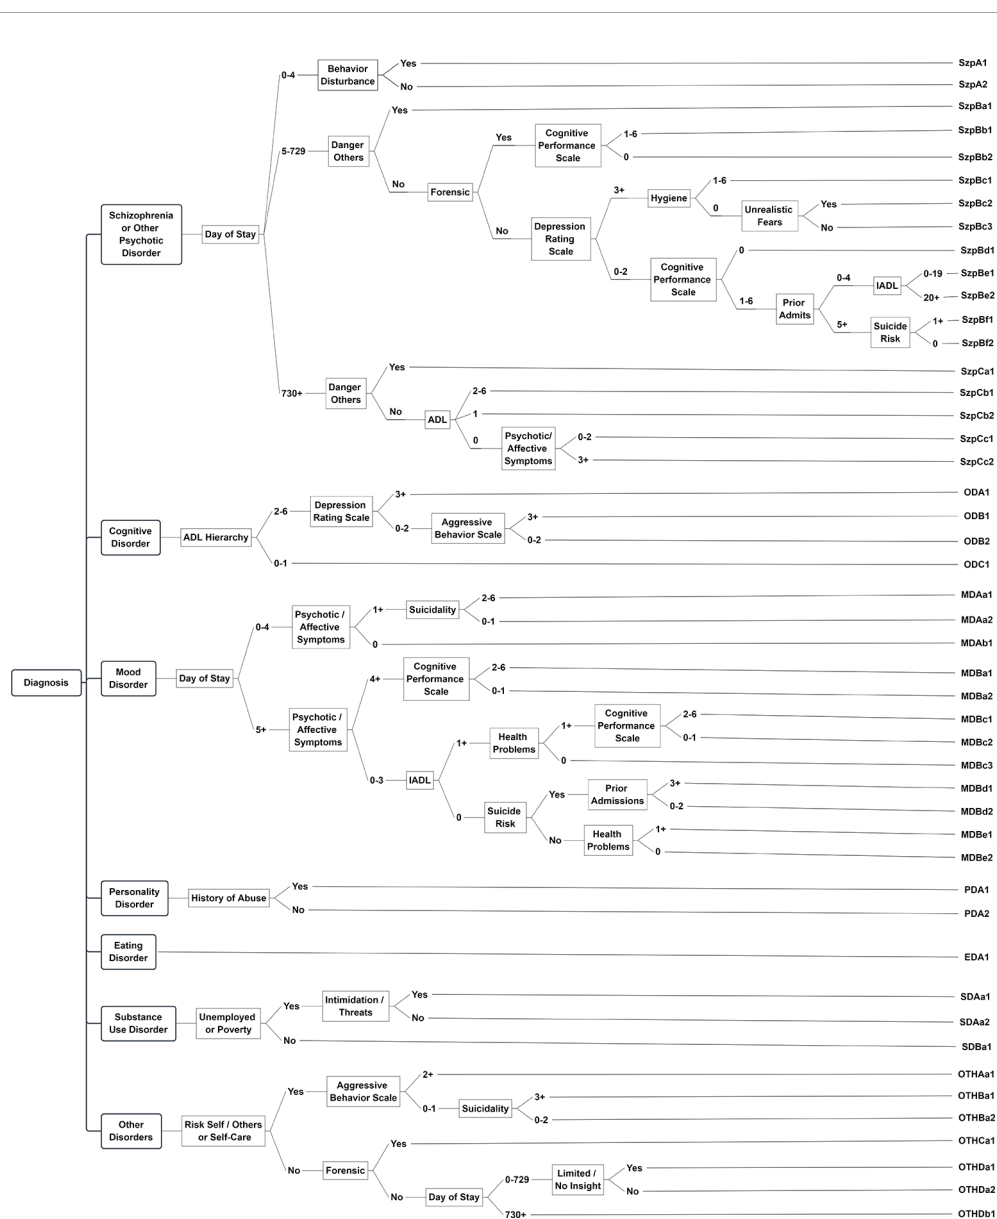 0-4
Behavior
Disturbance
Yes
SzpA1
No
SzpA2
Yes
SzpBa1
5-729
Danger
Others
Yes
Cognitive
Performance
Scale
1-6
SzpBb1
0
SzpBb2
No
Forensic
3+
Hygiene
1-6
SzpBc1
0
Unrealistic
Fears
Yes
SzpBc2
No
SzpBc3
Schizophrenia
or Other
Psychotic
Disorder
Day of Stay
No
Depression
Rating
Scale
0
SzpBd1
0-2
Cognitive
Performance
Scale
0-4
IADL
0-19
SzpBe1
20+
SzpBe2
1-6
Prior
Admits
5+
Suicide
Risk
1+
SzpBf1
0
SzpBf2
Yes
SzpCa1
730+
Danger
Others
2-6
SzpCb1
No
ADL
1
SzpCb2
0
Psychotic/
Affective
Symptoms
0-2
SzpCc1
3+
SzpCc2
Cognitive
Disorder
ADL Hierarchy
2-6
Depression
Rating Scale
3+
ODA1
0-2
Aggressive
Behavior Scale
3+
ODB1
0-2
ODB2
0-1
ODC1
Diagnosis
Mood
Disorder
Day of Stay
0-4
Psychotic /
Affective
Symptoms
1+
Suicidality
2-6
MDAa1
0-1
MDAa2
0
MDAb1
5+
Psychotic /
Affective
Symptoms
4+
Cognitive
Performance
Scale
2-6
MDBa1
0-1
MDBa2
0-3
IADL
1+
Health
Problems
1+
Cognitive
Performance
Scale
2-6
MDBc1
0-1
MDBc2
0
MDBc3
0
Suicide
Risk
Yes
Prior
Admissions
3+
MDBd1
0-2
MDBd2
No
Health
Problems
1+
MDBe1
0
MDBe2
Personality
Disorder
History of Abuse
Yes
PDA1
No
PDA2
Eating
Disorder
EDA1
Substance
Use Disorder
Unemployed
or Poverty
Yes
Intimidation /
Threats
Yes
SDAa1
No
SDAa2
No
SDBa1
Other
Disorders
Risk Self / Others
or Self-Care
Yes
Aggressive
Behavior Scale
2+
OTHAa1
0-1
Suicidality
3+
OTHBa1
0-2
OTHBa2
No
Forensic
Yes
OTHCa1
No
Day of Stay
0-729
Limited /
No Insight
Yes
OTHDa1
No
OTHDa2
730+
OTHDb1